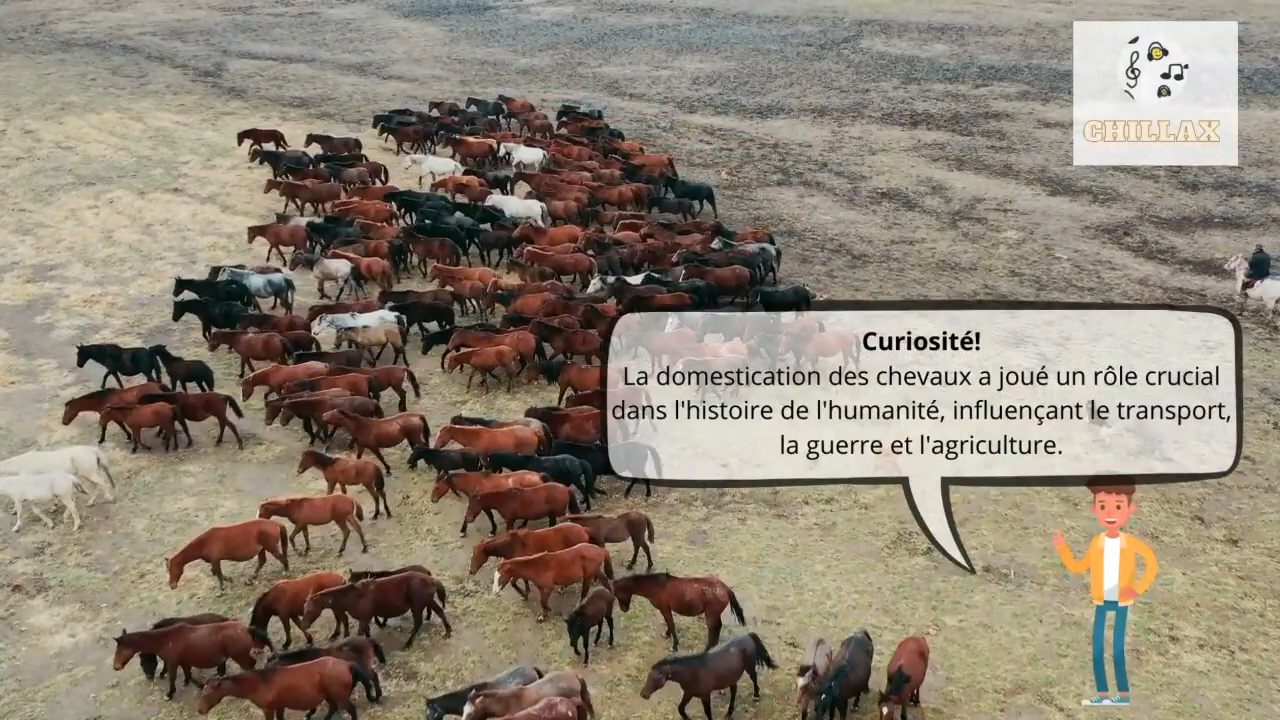 CHILLAX
Curiosité!
La domestication des chevaux a joué un rôle crucial
dans l'histoire de l'humanité, influençant le transport,
la guerre et l'agriculture.